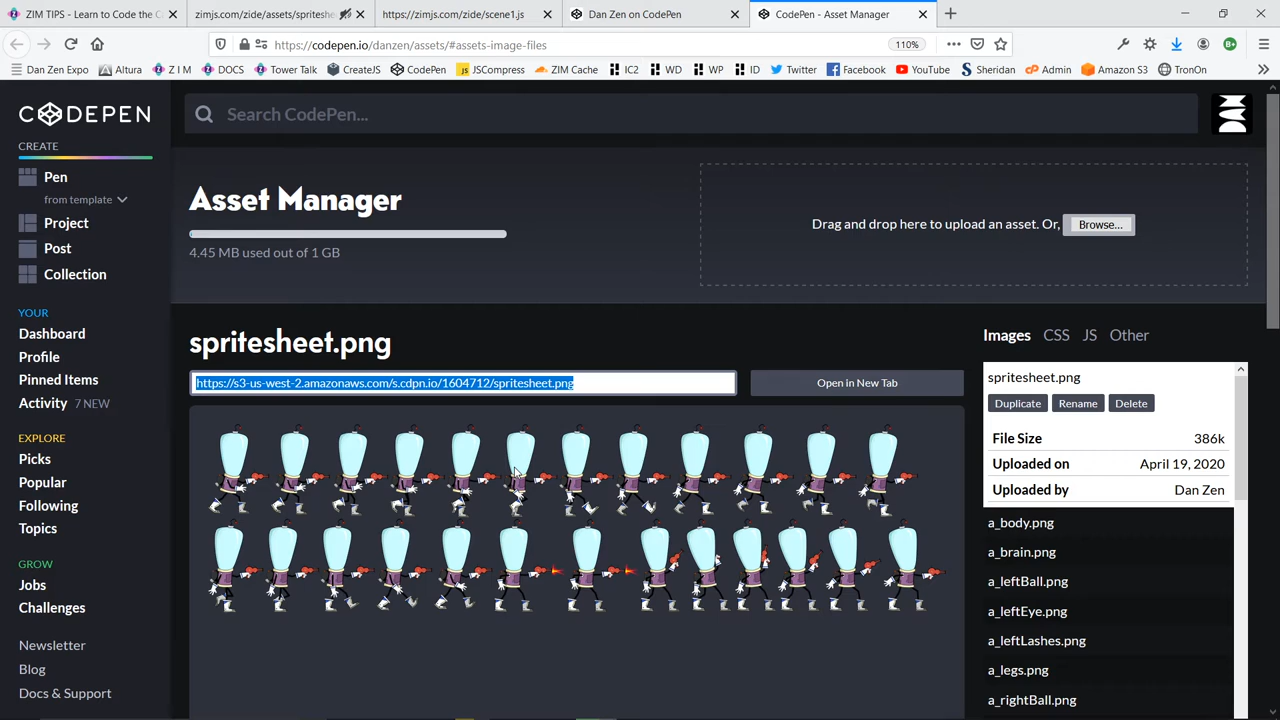 ZIM TIPS - Learn to Code the C
zimjs.com/zide/assets/spriteshe
https://zimjs.com/zide/scene1.js
Dan Zen on CodePen
CodePen - Asset Manager
https://codepen.io/danzen/assets/#assets-image-files
110%
Dan Zen Expo
Altura
Z I M
DOCS
Tower Talk
CreateJS
CodePen
JSCompress
ZIM Cache
IC2
WD
WP
ID
Twitter
Facebook
YouTube
Sheridan
Admin
Amazon S3
TronOn
CODEPEN
Search CodePen...
CREATE
Pen
from template
Project
Post
Collection
YOUR
Dashboard
Profile
Pinned Items
Activity 7 NEW
EXPLORE
Picks
Popular
Following
Topics
GROW
Jobs
Challenges
Newsletter
Blog
Docs & Support
Asset Manager
4.45 MB used out of 1 GB
Drag and drop here to upload an asset. Or, Browse...
spritesheet.png
https://s3-us-west-2.amazonaws.com/s.cdpn.io/1604712/spritesheet.png
Open in New Tab
Images CSS JS Other
spritesheet.png
Duplicate Rename Delete
File Size 386k
Uploaded on April 19, 2020
Uploaded by Dan Zen
a_body.png
a_brain.png
a_leftBall.png
a_leftEye.png
a_leftLashes.png
a_legs.png
a_rightBall.png